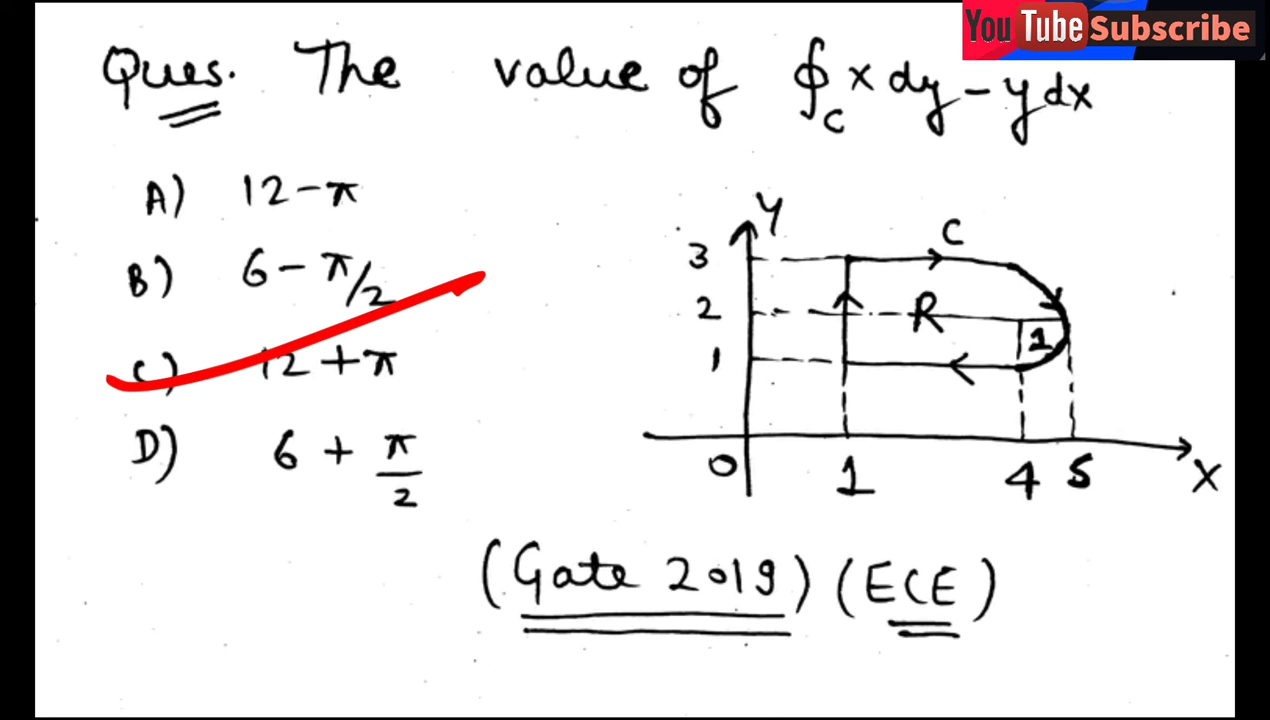 YouTube Subscribe
Ques. The value of ∮c x dy - y dx
A) 12-π
B) 6-π/2
C) 12+π
D) 6 + π/2
Y
3
2
1
C
R
1
0
1
4
5
X
(Gate 2019) (ECE)